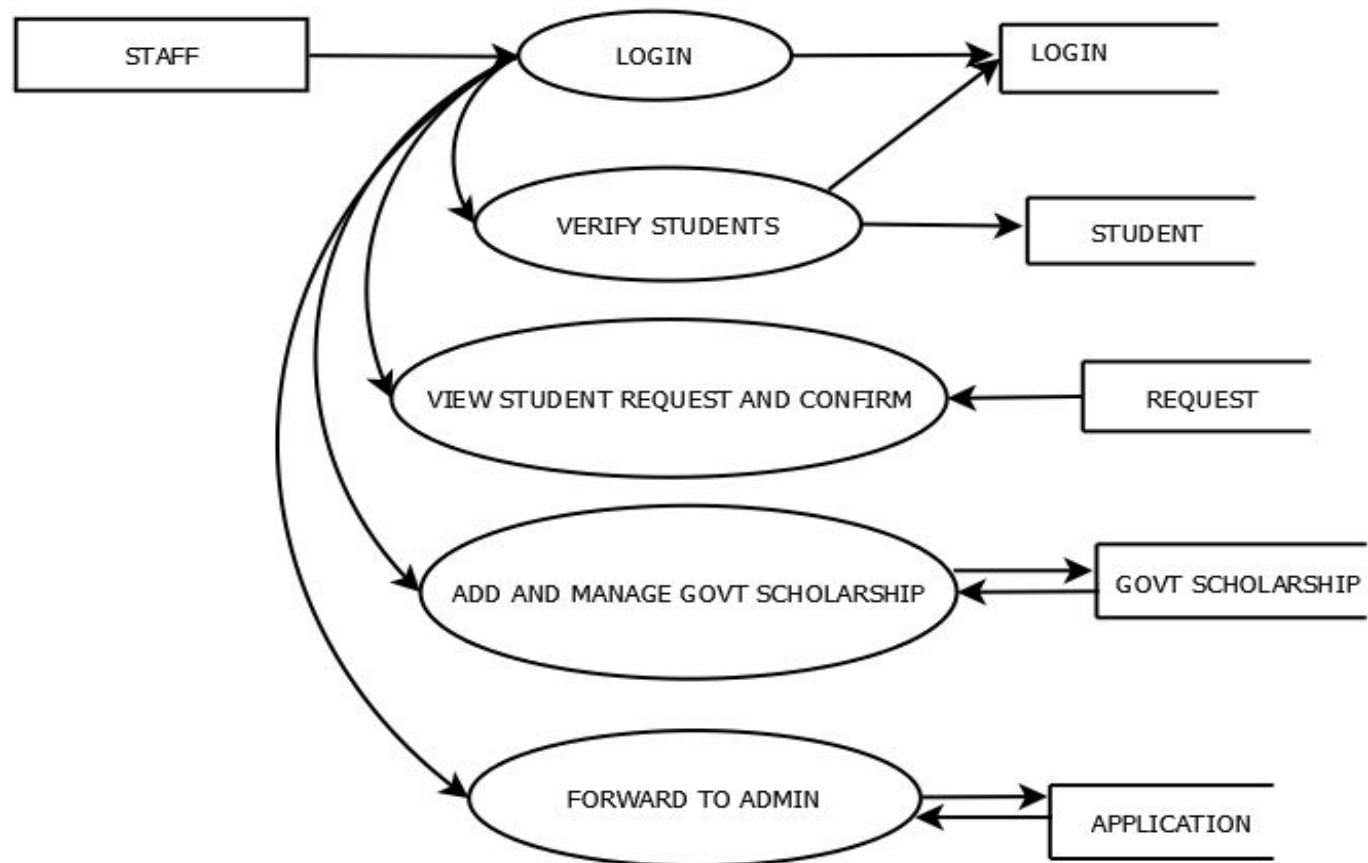 STAFF
LOGIN
LOGIN
VERIFY STUDENTS
STUDENT
VIEW STUDENT REQUEST AND CONFIRM
REQUEST
ADD AND MANAGE GOVT SCHOLARSHIP
GOVT SCHOLARSHIP
FORWARD TO ADMIN
APPLICATION